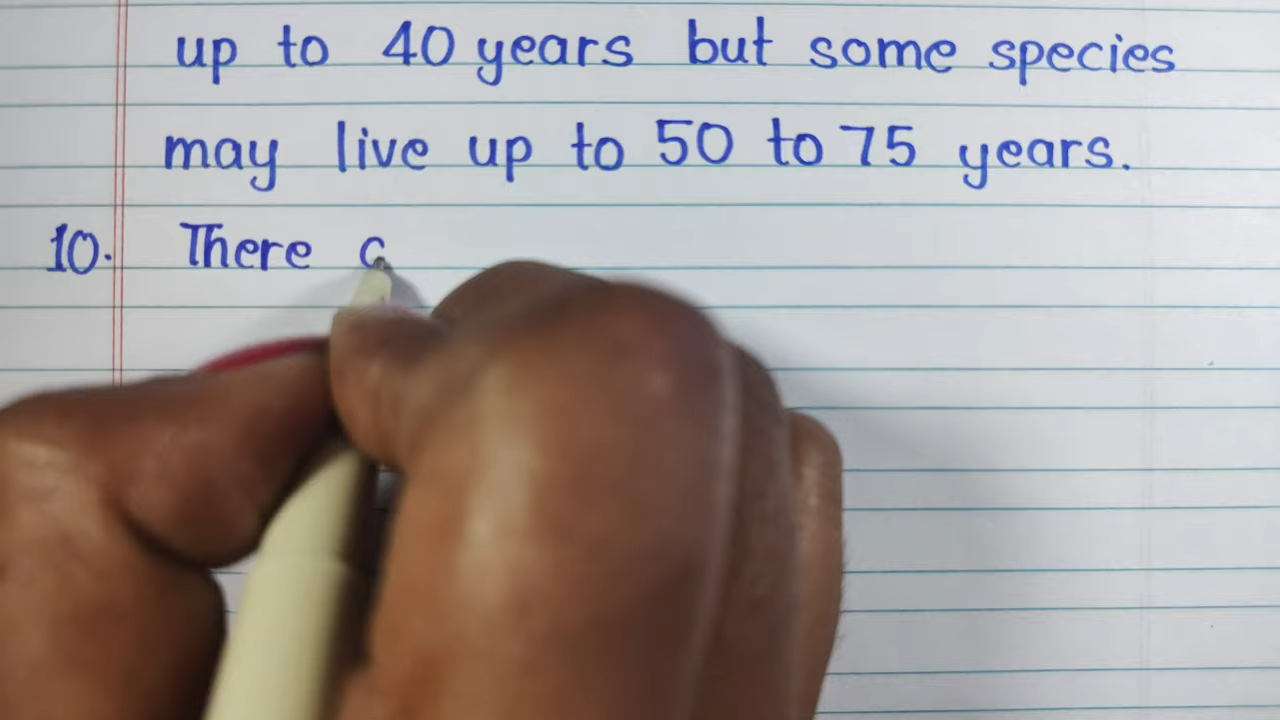 up to 40 years but some species
may live up to 50 to 75 years.
10. There